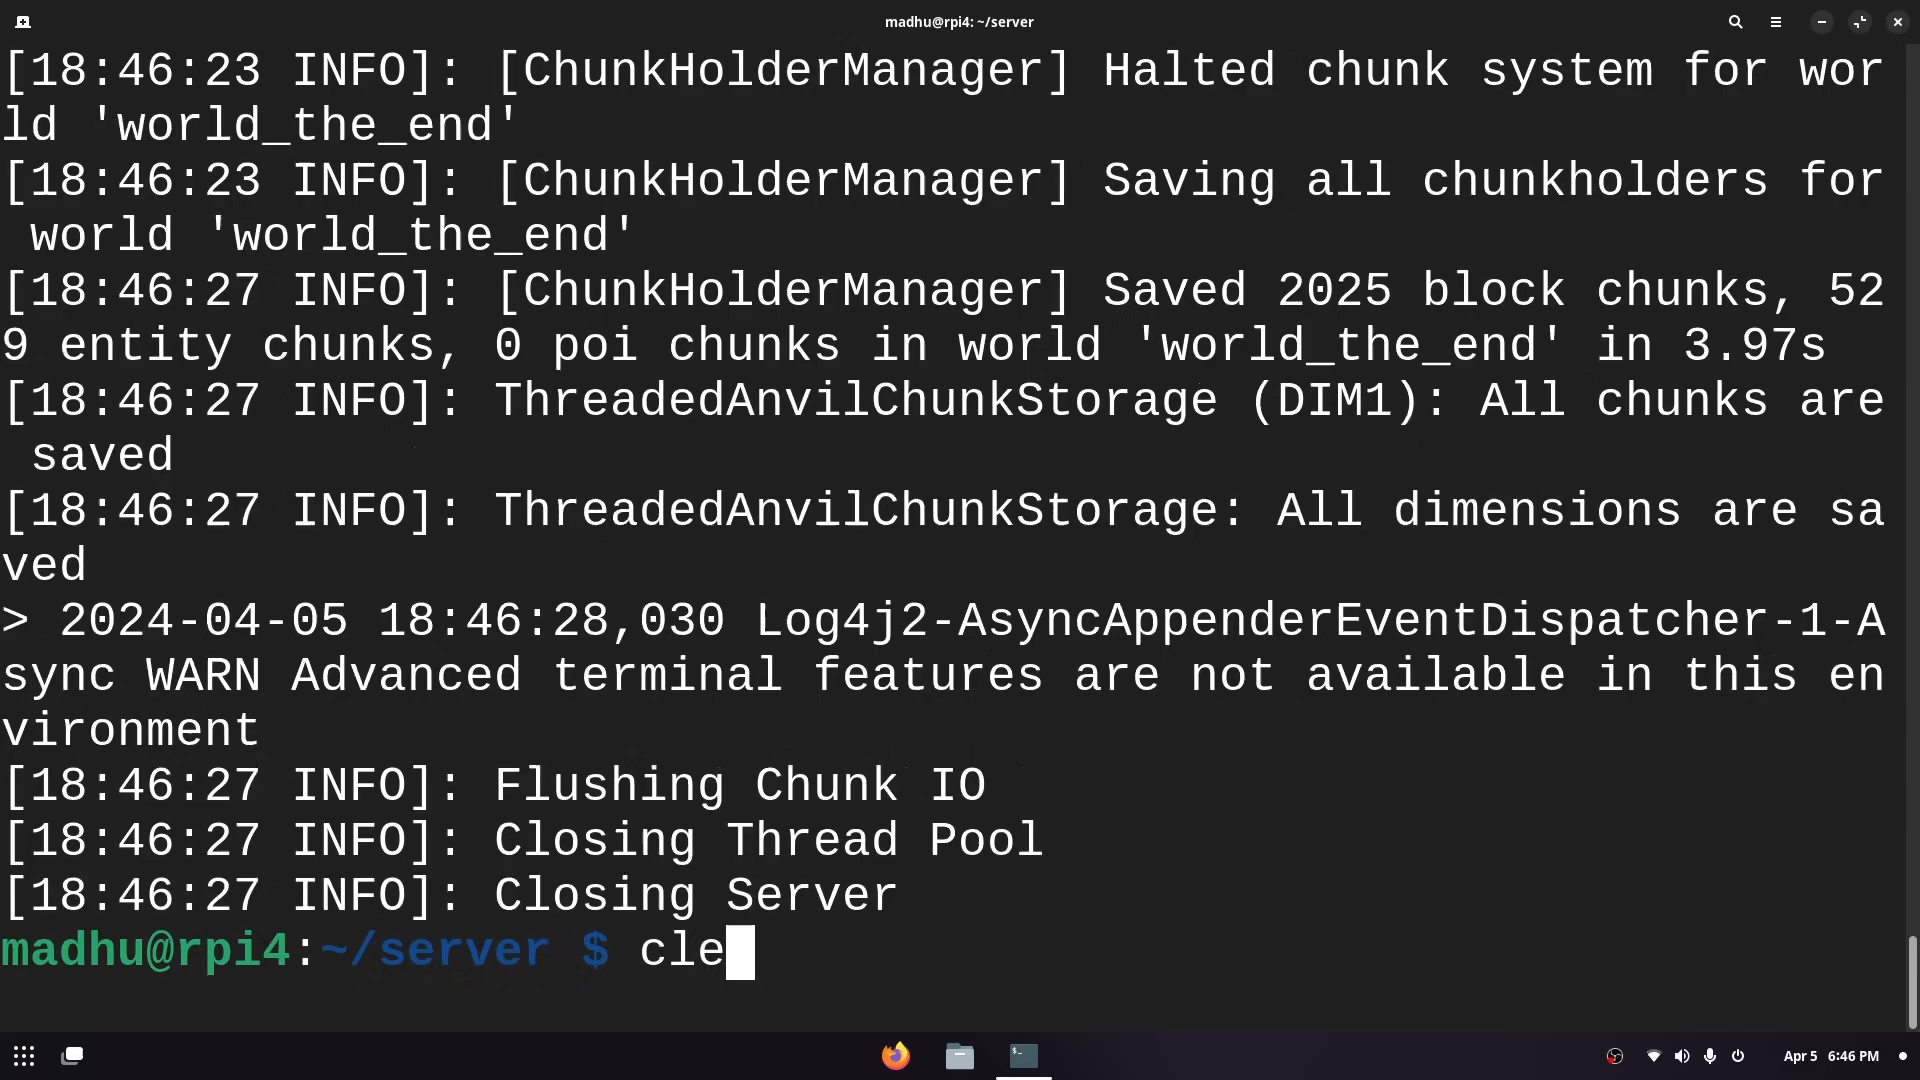 madhu@rpi4: ~/server
[18:46:23 INFO]: [ChunkHolderManager] Halted chunk system for wor
ld 'world_the_end'
[18:46:23 INFO]: [ChunkHolderManager] Saving all chunkholders for
 world 'world_the_end'
[18:46:27 INFO]: [ChunkHolderManager] Saved 2025 block chunks, 52
9 entity chunks, 0 poi chunks in world 'world_the_end' in 3.97s
[18:46:27 INFO]: ThreadedAnvilChunkStorage (DIM1): All chunks are
 saved
[18:46:27 INFO]: ThreadedAnvilChunkStorage: All dimensions are sa
ved
> 2024-04-05 18:46:28,030 Log4j2-AsyncAppenderEventDispatcher-1-A
sync WARN Advanced terminal features are not available in this en
vironment
[18:46:27 INFO]: Flushing Chunk IO
[18:46:27 INFO]: Closing Thread Pool
[18:46:27 INFO]: Closing Server
madhu@rpi4:~/server $ cle
Apr 5 6:46 PM